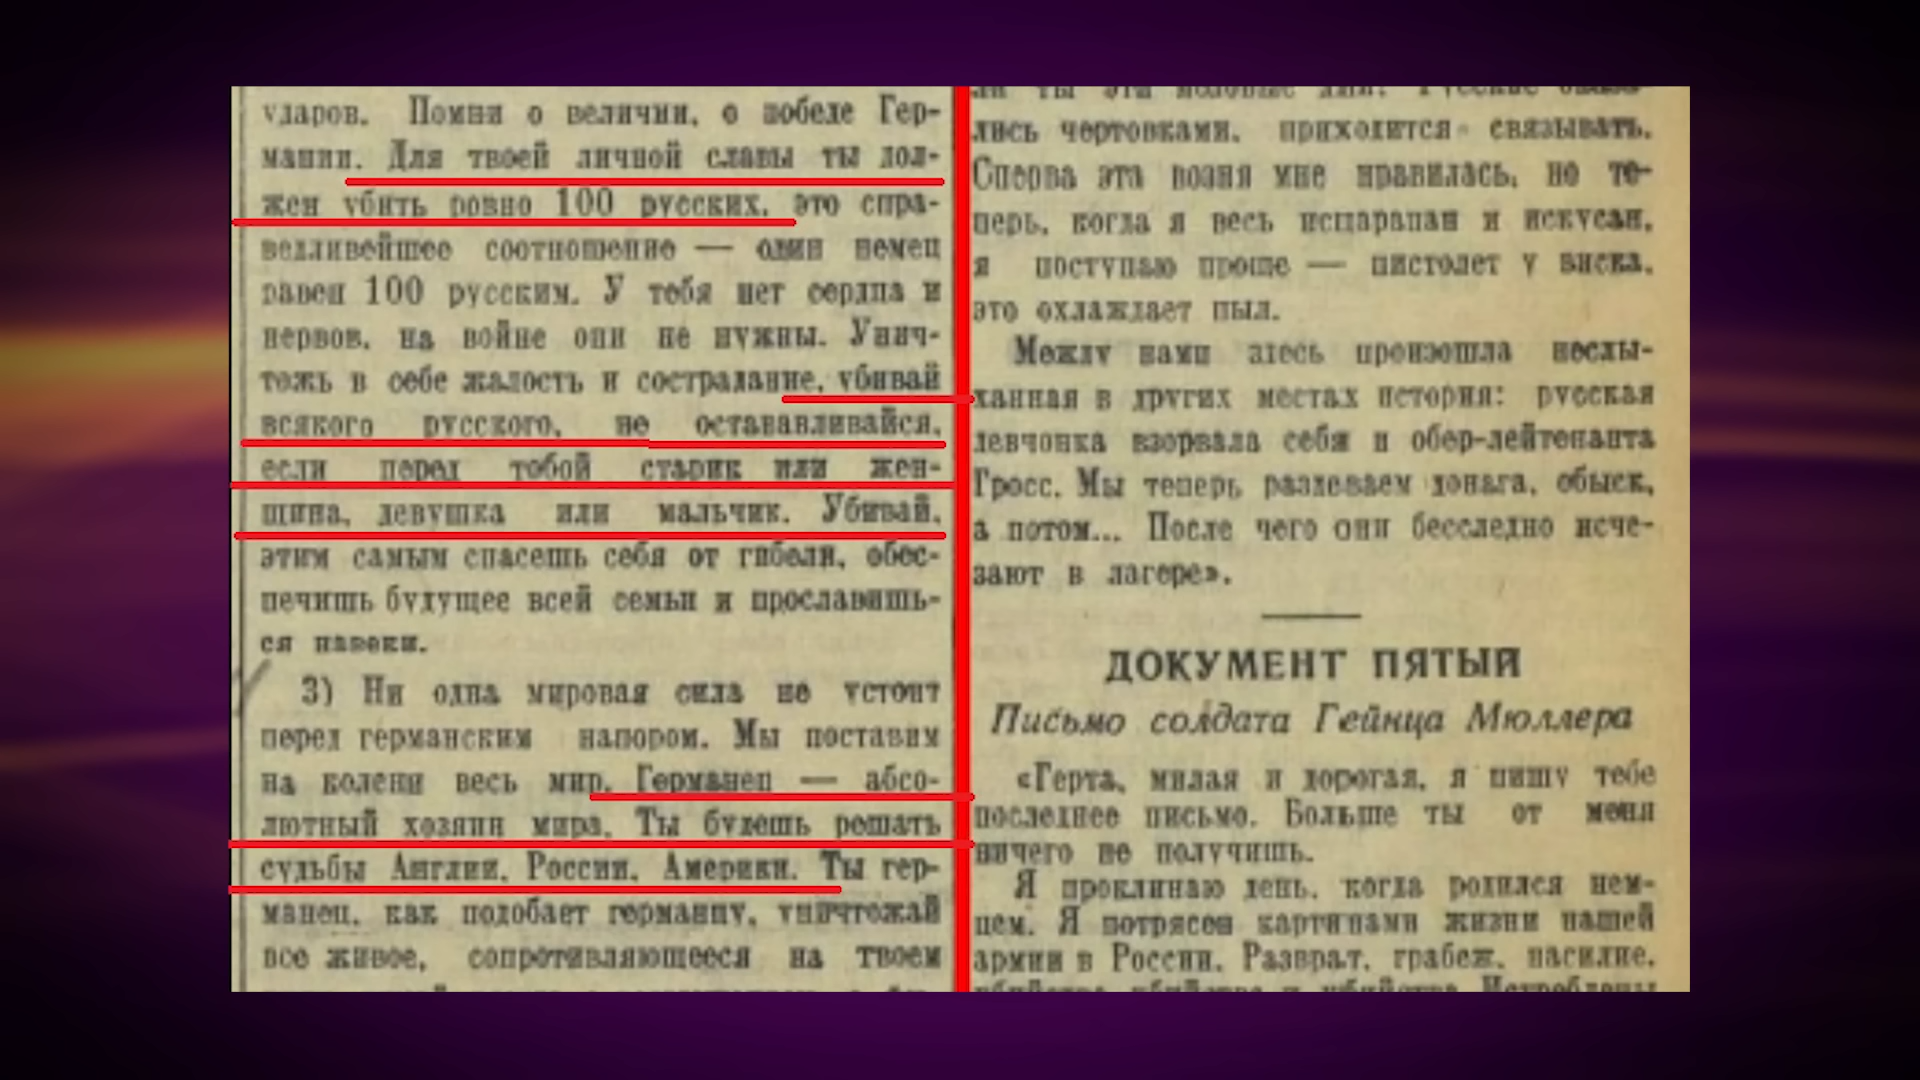 ударов. Помни о величии, о победе Гер-
мании. Для твоей личной славы ты дол-
жен убить ровно 100 русских, это спра-
ведливейшее соотношение — один немец
равен 100 русским. У тебя нет сердца и
нервов, на войне они не нужны. Унич-
тожь в себе жалость и сострадание, убивай
всякого русского, не останавливайся,
если перед тобой старик или жен-
щина, девушка или мальчик. Убивай,
этим самым спасешь себя от гибели, обес-
печишь будущее всей семьи и прославишь-
ся навеки.
3) Ни одна мировая сила не устоит
перед германским напором. Мы поставим
на колени весь мир. Германец — абсо-
лютный хозяин мира. Ты будешь решать
судьбы Англии, России, Америки. Ты гер-
манец, как подобает германцу, уничтожай
все живое, сопротивляющееся на твоем
лись чертовками, приходится связывать.
Сперва эта возня мне нравилась, но те-
перь, когда я весь исцарапан и искусан,
я поступаю проще — пистолет у виска,
это охлаждает пыл.
Между нами здесь произошла неслы-
ханная в других местах история: русская
девчонка взорвала себя и обер-лейтенанта
Гросс. Мы теперь раздеваем донага, обыск,
а потом... После чего они бесследно исче-
зают в лагере».
ДОКУМЕНТ ПЯТЫЙ
Письмо солдата Гейнца Мюллера
«Герта, милая и дорогая, я пишу тебе
последнее письмо. Больше ты от меня
ничего не получишь.
Я проклинаю день, когда родился нем-
цем. Я потрясен картинами жизни нашей
армии в России. Разврат, грабеж, насилие,